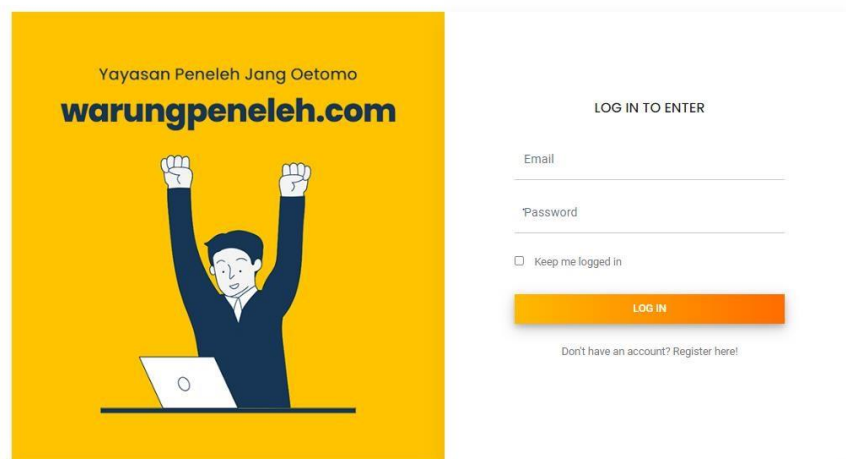 Yayasan Peneleh Jang Oetomo
warungpeneleh.com
LOG IN TO ENTER
Email
Password
Keep me logged in
LOG IN
Don't have an account? Register here!